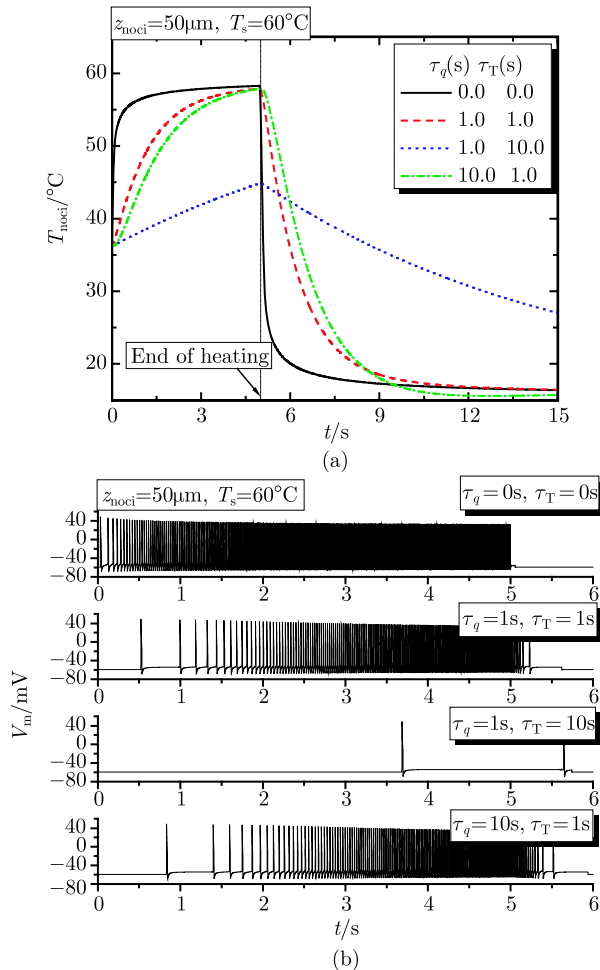 z_noci=50μm, T_s=60°C
τ_q(s) τ_T(s)
0.0 0.0
1.0 1.0
1.0 10.0
10.0 1.0
T_noci/°C
60
50
40
30
20
End of heating
0 3 6 9 12 15
t/s
(a)
z_noci=50μm, T_s=60°C
τ_q=0s, τ_T=0s
40
0
−40
−80
0 1 2 3 4 5 6
τ_q=1s, τ_T=1s
40
0
−40
−80
0 1 2 3 4 5 6
V_m/mV
τ_q=1s, τ_T=10s
40
0
−40
−80
0 1 2 3 4 5 6
τ_q=10s, τ_T=1s
40
0
−40
−80
0 1 2 3 4 5 6
t/s
(b)